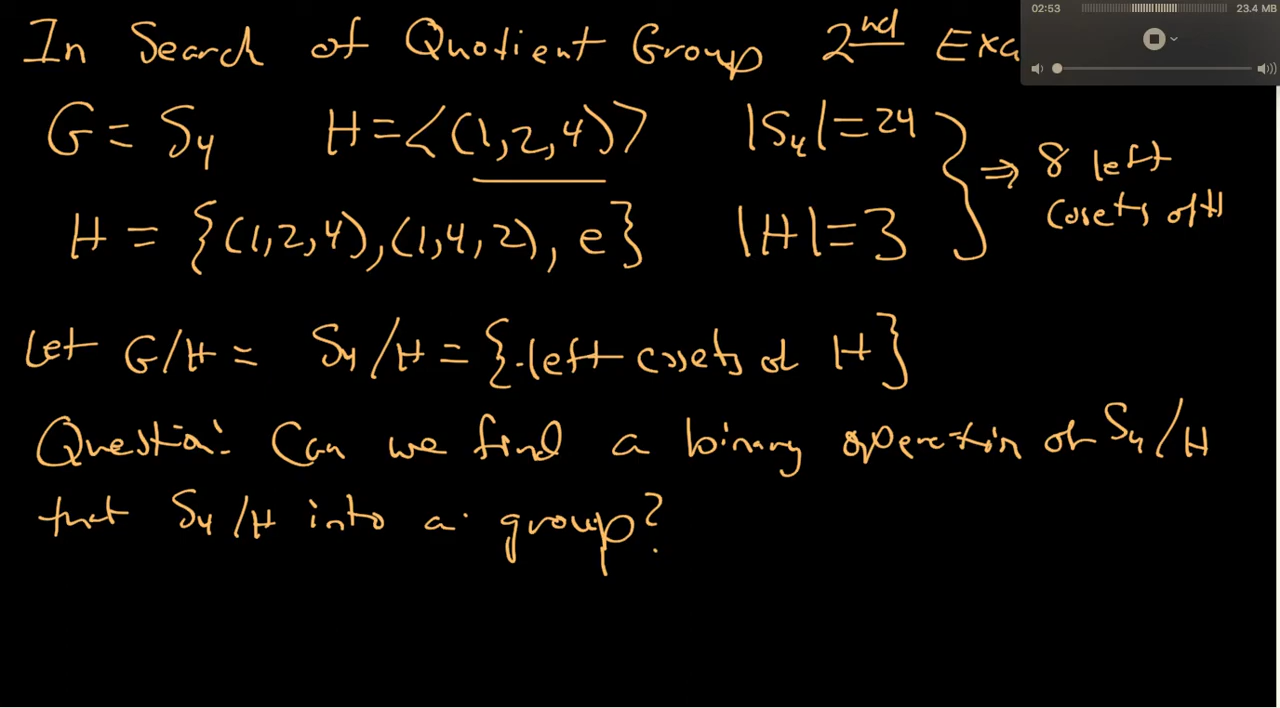 In Search of Quotient Group 2nd Exa
02:53 23.4 MB
G = S4 H = <(1,2,4)> |S4| = 24
⇒ 8 left cosets of H
H = {(1,2,4),(1,4,2), e} |H| = 3
Let G/H = S4/H = {left cosets of H}
Question: Can we find a binary operation of S4/H
that S4/H into a group?